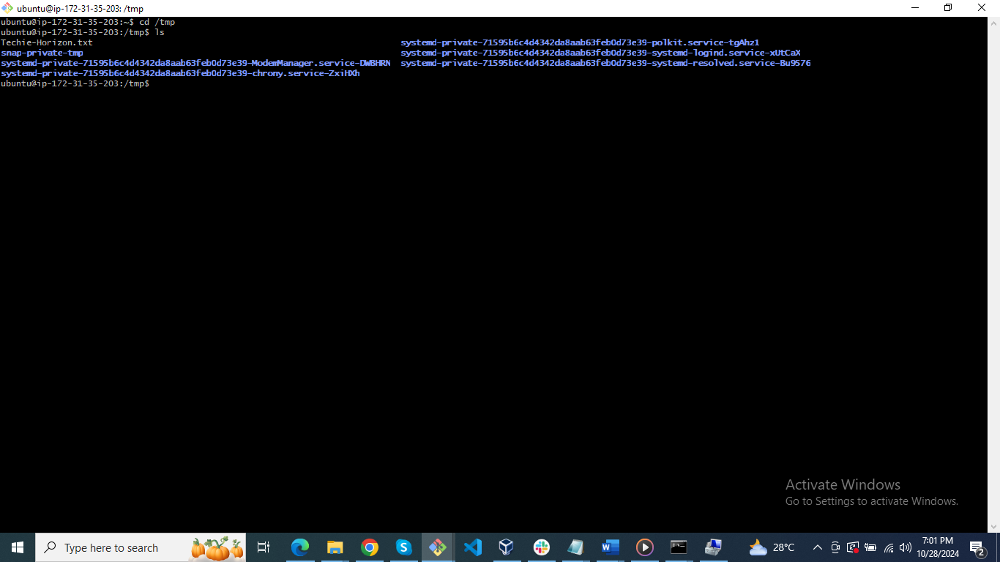 ubuntu@ip-172-31-35-203: /tmp
ubuntu@ip-172-31-35-203:~$ cd /tmp
ubuntu@ip-172-31-35-203:/tmp$ ls
Techie-Horizon.txt systemd-private-71595b6c4d4342da8aab63feb0d73e39-polkit.service-tgAhz1
snap-private-tmp systemd-private-71595b6c4d4342da8aab63feb0d73e39-systemd-logind.service-xUtCaX
systemd-private-71595b6c4d4342da8aab63feb0d73e39-ModemManager.service-DWBHRN systemd-private-71595b6c4d4342da8aab63feb0d73e39-systemd-resolved.service-Bu9576
systemd-private-71595b6c4d4342da8aab63feb0d73e39-chrony.service-ZxiHXh
ubuntu@ip-172-31-35-203:/tmp$
Activate Windows
Go to Settings to activate Windows.
Type here to search
28°C
7:01 PM
10/28/2024
2